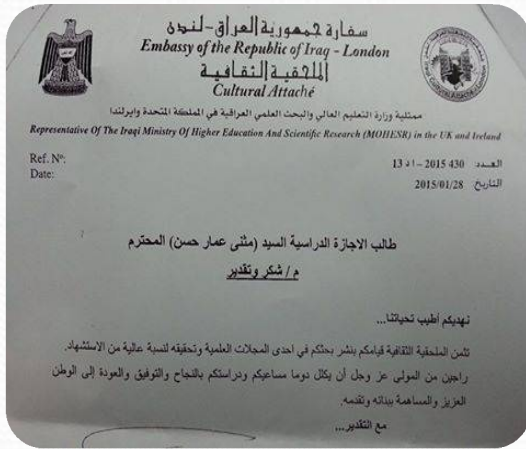 سفارة جمهورية العراق - لندن
Embassy of the Republic of Iraq - London
الملحقية الثقافية
Cultural Attaché
ممثلية وزارة التعليم العالي والبحث العلمي العراقية في المملكة المتحدة وايرلندا
Representative Of The Iraqi Ministry Of Higher Education And Scientific Research (MOHESR) in the UK and Ireland
Ref. Nº:
العدد: 430 2015 – د1 13
Date:
التاريخ 2015/01/28
طالب الاجازة الدراسية السيد (مثنى عمار حسن) المحترم
م / شكر وتقدير
نهديكم أطيب تحياتنا...
تثمن الملحقية الثقافية قيامكم بنشر بحثكم في احدى المجلات العلمية وتحقيقه لنسبة عالية من الاستشهاد.
راجين من المولى عز وجل أن يكلل دوما مساعيكم ودراستكم بالنجاح والتوفيق والعودة إلى الوطن
العزيز والمساهمة ببنائه وتقدمه.
مع التقدير...